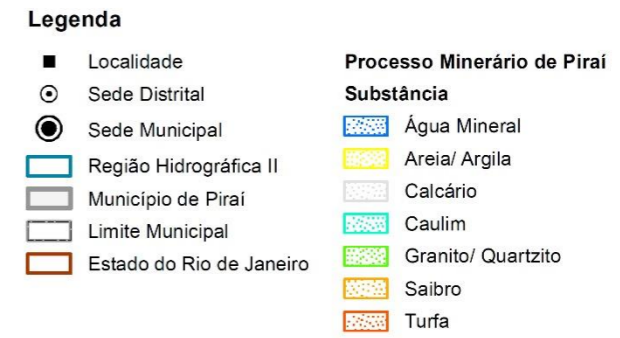 Legenda
Localidade
Sede Distrital
Sede Municipal
Região Hidrográfica II
Município de Piraí
Limite Municipal
Estado do Rio de Janeiro
Processo Minerário de Piraí
Substância
Água Mineral
Areia/ Argila
Calcário
Caulim
Granito/ Quartzito
Saibro
Turfa